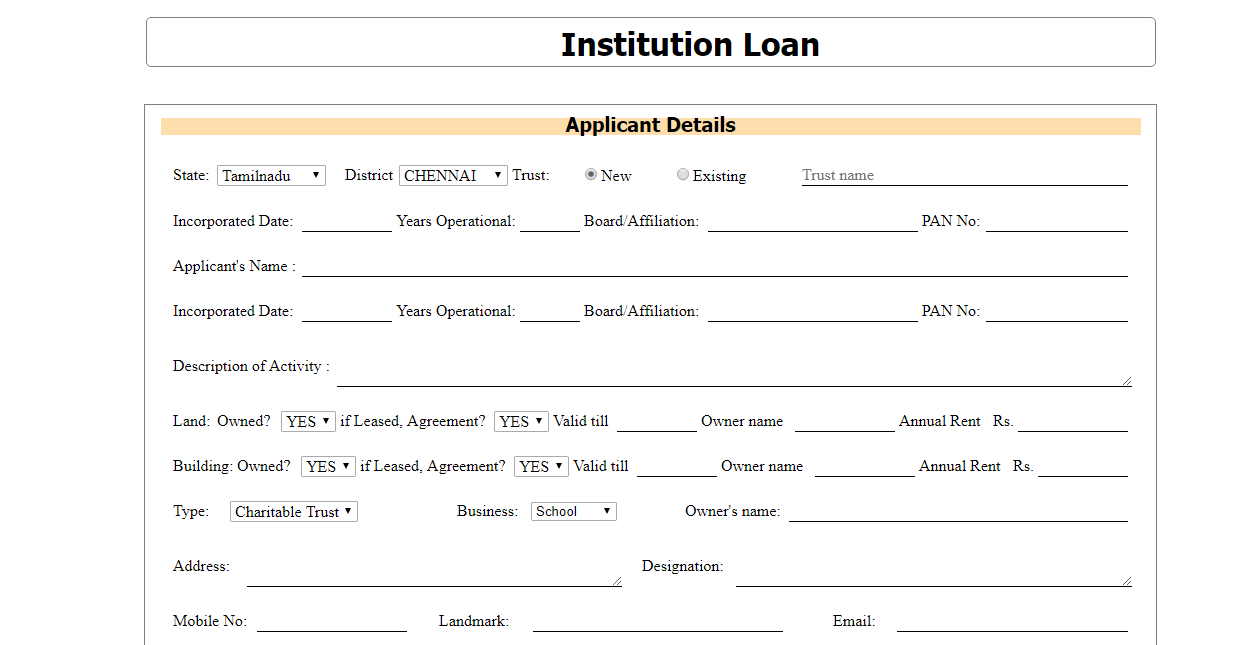 Institution Loan
Applicant Details
State: Tamilnadu District CHENNAI Trust: New Existing Trust name
Incorporated Date: Years Operational: Board/Affiliation: PAN No:
Applicant's Name :
Incorporated Date: Years Operational: Board/Affiliation: PAN No:
Description of Activity :
Land: Owned? YES if Leased, Agreement? YES Valid till Owner name Annual Rent Rs.
Building: Owned? YES if Leased, Agreement? YES Valid till Owner name Annual Rent Rs.
Type: Charitable Trust Business: School Owner's name:
Address: Designation:
Mobile No: Landmark: Email: